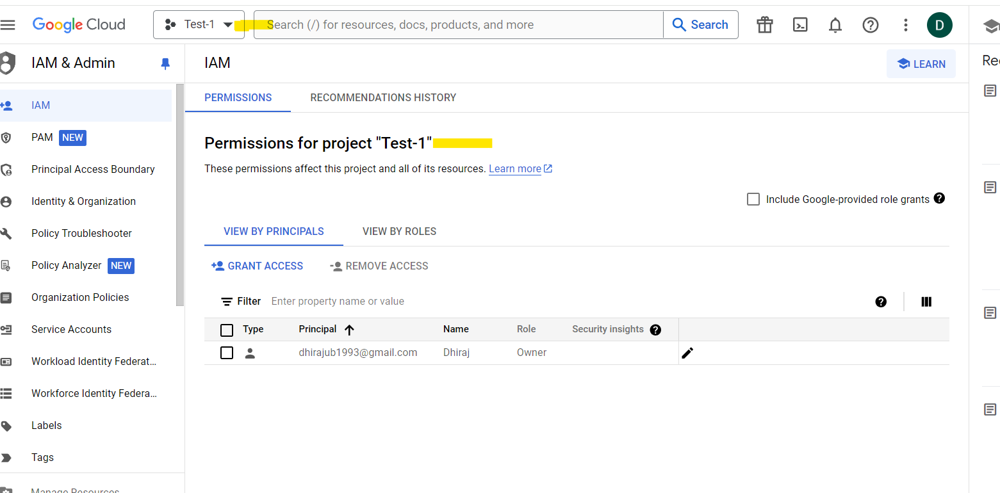 Google Cloud
Test-1
Search (/) for resources, docs, products, and more
Search
D
IAM & Admin
IAM
LEARN
Rec
IAM
PAM NEW
Principal Access Boundary
Identity & Organization
Policy Troubleshooter
Policy Analyzer NEW
Organization Policies
Service Accounts
Workload Identity Federat...
Workforce Identity Federa...
Labels
Tags
Manage Resources
PERMISSIONS
RECOMMENDATIONS HISTORY
Permissions for project "Test-1"
These permissions affect this project and all of its resources. Learn more
Include Google-provided role grants
VIEW BY PRINCIPALS
VIEW BY ROLES
GRANT ACCESS
REMOVE ACCESS
Filter Enter property name or value
Type Principal Name Role Security insights
dhirajub1993@gmail.com Dhiraj Owner